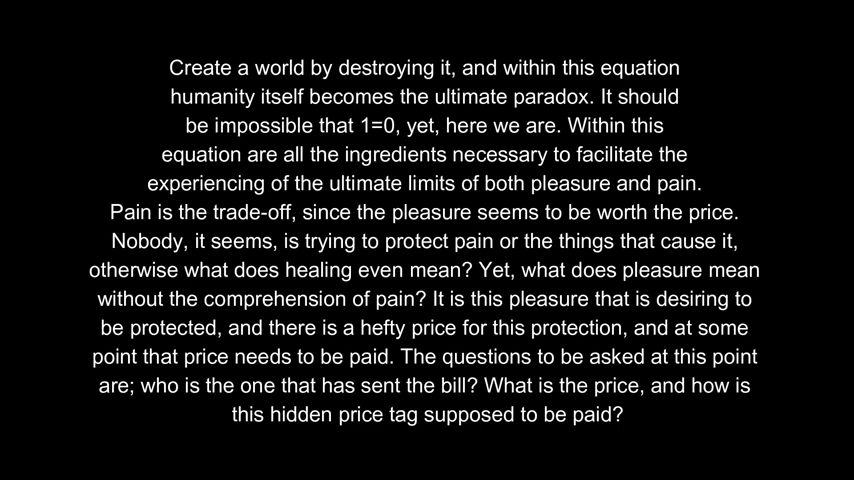 Create a world by destroying it, and within this equation
humanity itself becomes the ultimate paradox. It should
be impossible that 1=0, yet, here we are. Within this
equation are all the ingredients necessary to facilitate the
experiencing of the ultimate limits of both pleasure and pain.
Pain is the trade-off, since the pleasure seems to be worth the price.
Nobody, it seems, is trying to protect pain or the things that cause it,
otherwise what does healing even mean? Yet, what does pleasure mean
without the comprehension of pain? It is this pleasure that is desiring to
be protected, and there is a hefty price for this protection, and at some
point that price needs to be paid. The questions to be asked at this point
are; who is the one that has sent the bill? What is the price, and how is
this hidden price tag supposed to be paid?